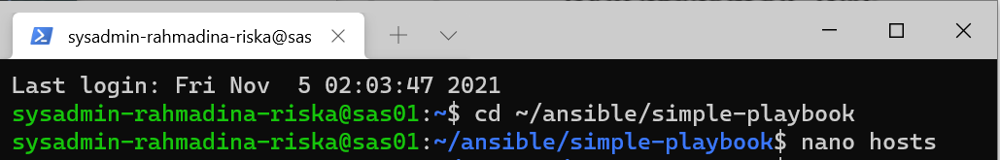 sysadmin-rahmadina-riska@sas
Last login: Fri Nov  5 02:03:47 2021
sysadmin-rahmadina-riska@sas01:~$ cd ~/ansible/simple-playbook
sysadmin-rahmadina-riska@sas01:~/ansible/simple-playbook$ nano hosts